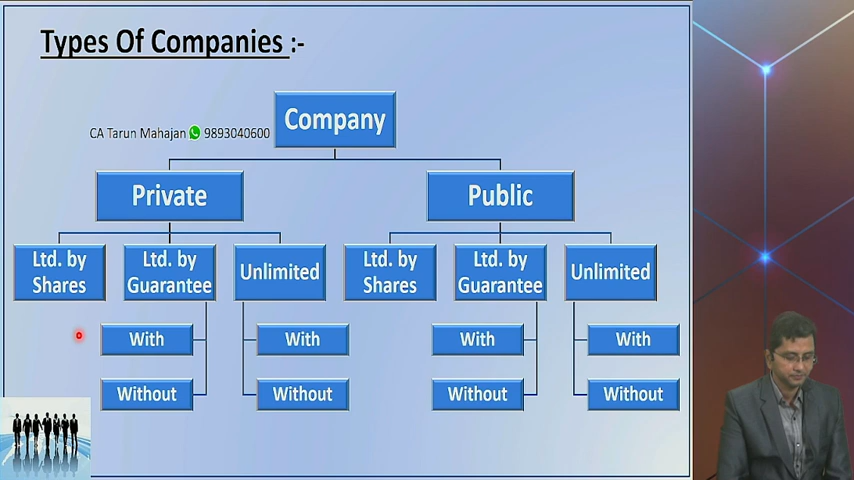 Types Of Companies :-
Company
CA Tarun Mahajan 9893040600
Private
Public
Ltd. by
Shares
Ltd. by
Guarantee
Unlimited
Ltd. by
Shares
Ltd. by
Guarantee
Unlimited
With
With
With
With
Without
Without
Without
Without